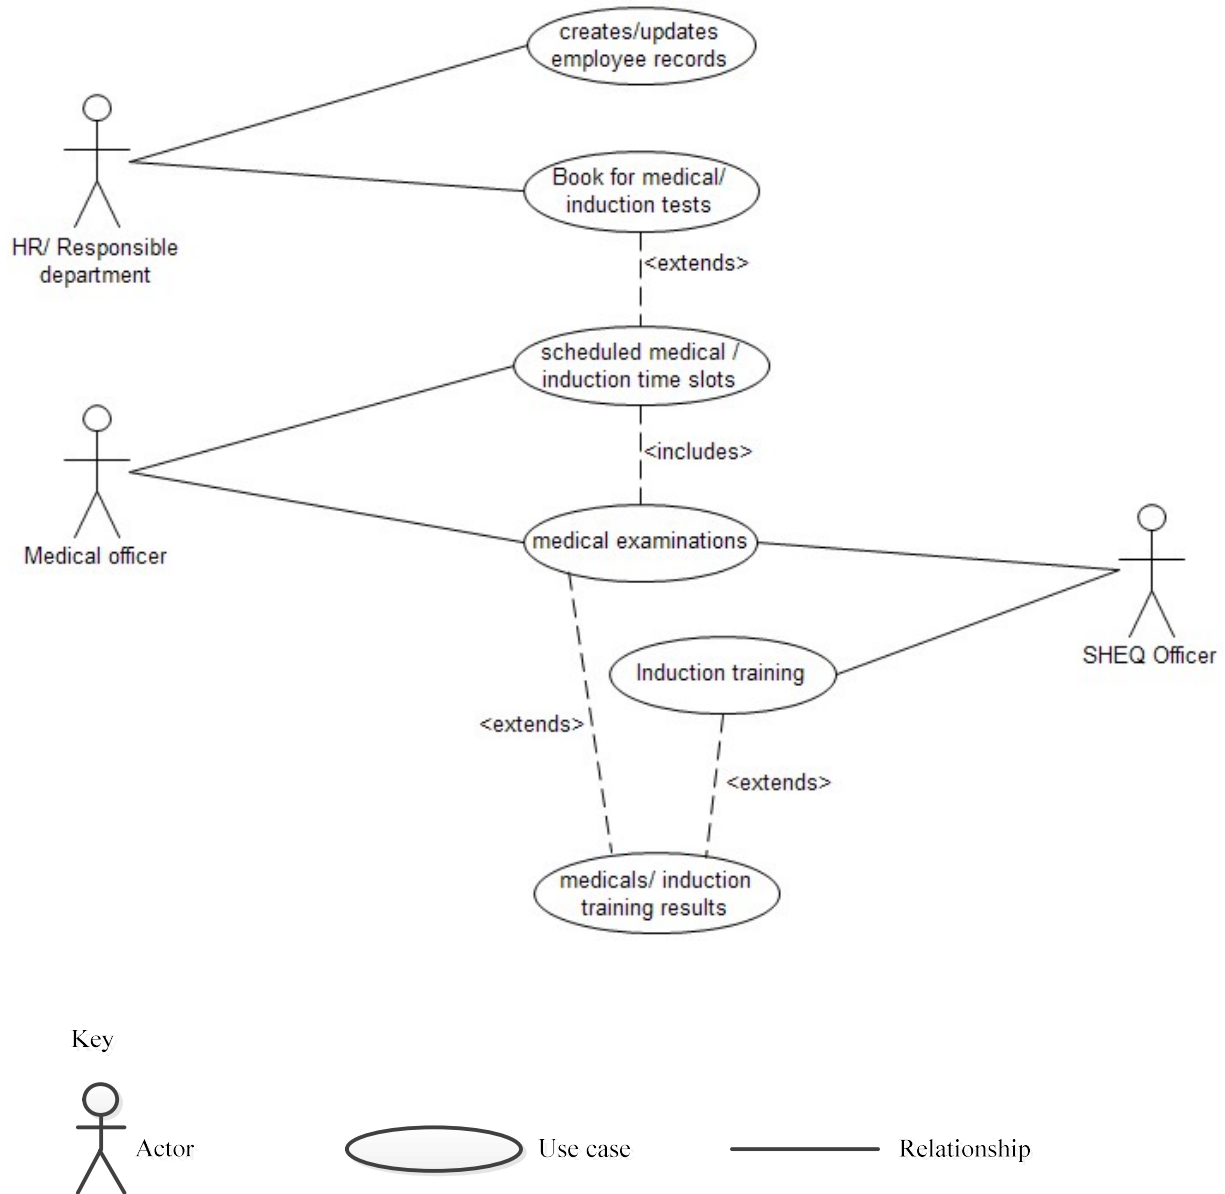 creates/updates
employee records
Book for medical/
induction tests
HR/ Responsible
department
<extends>
scheduled medical /
induction time slots
<includes>
Medical officer
medical examinations
SHEQ Officer
Induction training
<extends>
<extends>
medicals/ induction
training results
Key
Actor
Use case
Relationship